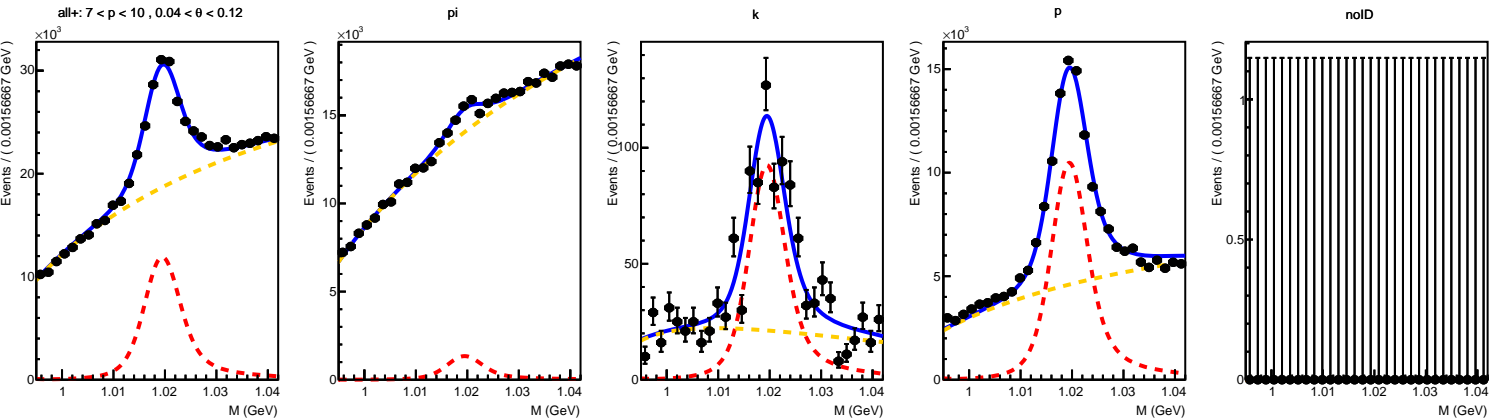 all+: 7 < p < 10 , 0.04 < θ < 0.12
×10³
Events / ( 0.00156667 GeV )
30
20
10
0
1 1.01 1.02 1.03 1.04
M (GeV)
pi
×10³
Events / ( 0.00156667 GeV )
15
10
5
0
1 1.01 1.02 1.03 1.04
M (GeV)
k
Events / ( 0.00156667 GeV )
100
50
0
1 1.01 1.02 1.03 1.04
M (GeV)
p
×10³
Events / ( 0.00156667 GeV )
15
10
5
0
1 1.01 1.02 1.03 1.04
M (GeV)
noID
Events / ( 0.00156667 GeV )
1
0.5
0
1 1.01 1.02 1.03 1.04
M (GeV)